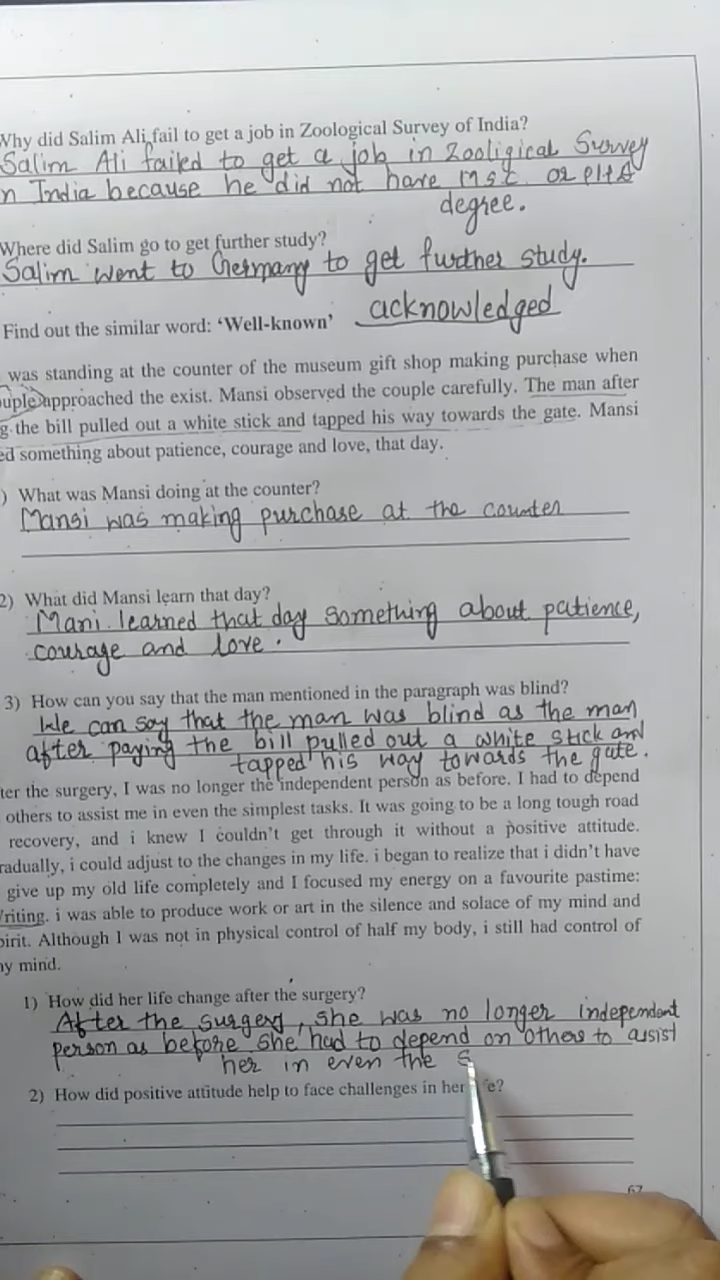 Why did Salim Ali fail to get a job in Zoological Survey of India?
Salim Ali failed to get a job in Zooligical Survey
n India because he did not have MSc or PHD
degree.
Where did Salim go to get further study?
Salim went to Chermany to get further study.
Find out the similar word: ‘Well-known’ acknowledged
was standing at the counter of the museum gift shop making purchase when
ouple approached the exist. Mansi observed the couple carefully. The man after
g the bill pulled out a white stick and tapped his way towards the gate. Mansi
ed something about patience, courage and love, that day.
) What was Mansi doing at the counter?
Mansi was making purchase at the counter
2) What did Mansi learn that day?
Mani learned that day something about patience,
courage and love.
3) How can you say that the man mentioned in the paragraph was blind?
We can say that the man was blind as the man
after paying the bill pulled out a white stick and
tapped his way towards the gate.
ter the surgery, I was no longer the independent person as before. I had to depend
others to assist me in even the simplest tasks. It was going to be a long tough road
recovery, and i knew I couldn’t get through it without a positive attitude.
radually, i could adjust to the changes in my life. i began to realize that i didn’t have
give up my old life completely and I focused my energy on a favourite pastime:
Writing. i was able to produce work or art in the silence and solace of my mind and
pirit. Although I was not in physical control of half my body, i still had control of
ny mind.
1) How did her life change after the surgery?
After the surgery, she was no longer independent
person as before she had to depend on others to assist
her in even the s
2) How did positive attitude help to face challenges in her fe?